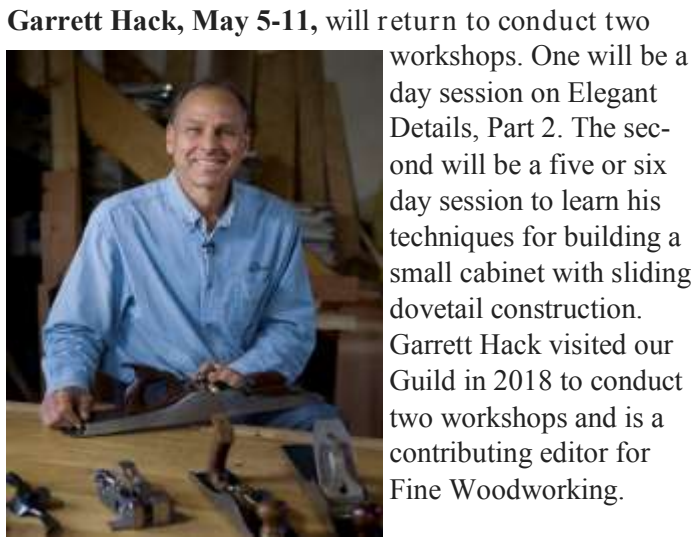 Garrett Hack, May 5-11, will return to conduct two
workshops. One will be a
day session on Elegant
Details, Part 2. The sec-
ond will be a five or six
day session to learn his
techniques for building a
small cabinet with sliding
dovetail construction.
Garrett Hack visited our
Guild in 2018 to conduct
two workshops and is a
contributing editor for
Fine Woodworking.